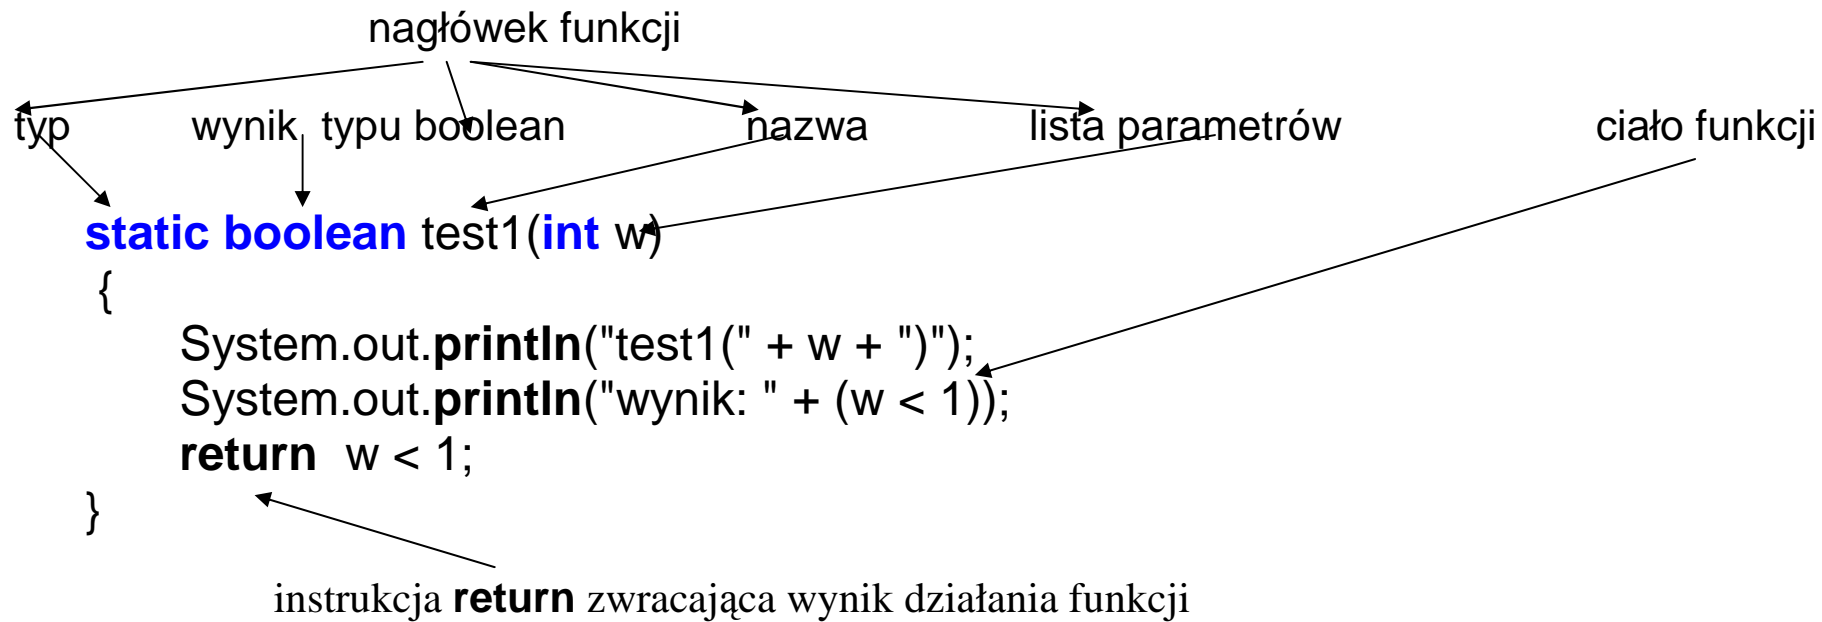 nagłówek funkcji
typ wynik typu boolean nazwa lista parametrów ciało funkcji
static boolean test1(int w)
{
System.out.println("test1(" + w + ")");
System.out.println("wynik: " + (w < 1));
return w < 1;
}
instrukcja return zwracająca wynik działania funkcji